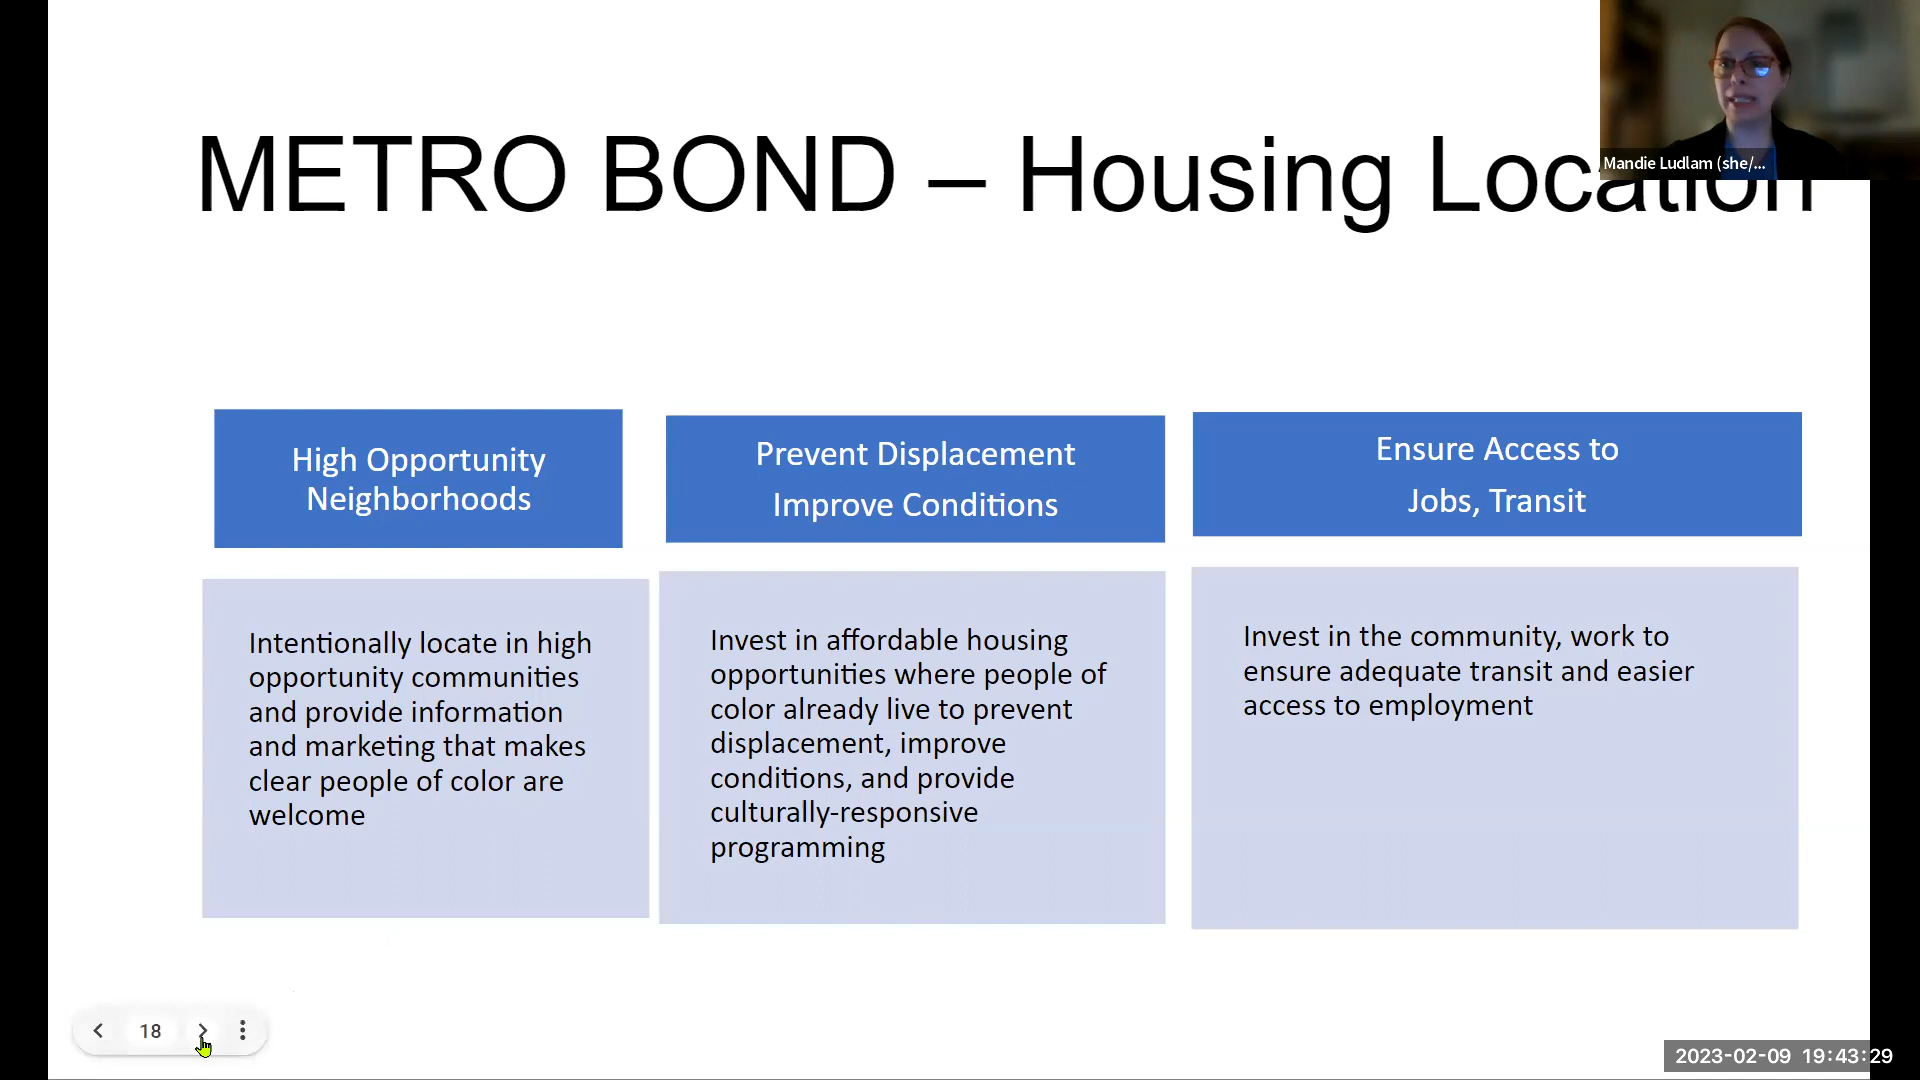 METRO BOND – Housing Location
Mandie Ludlam (she/...
High Opportunity
Neighborhoods
Intentionally locate in high
opportunity communities
and provide information
and marketing that makes
clear people of color are
welcome
Prevent Displacement
Improve Conditions
Invest in affordable housing
opportunities where people of
color already live to prevent
displacement, improve
conditions, and provide
culturally-responsive
programming
Ensure Access to
Jobs, Transit
Invest in the community, work to
ensure adequate transit and easier
access to employment
18
2023-02-09 19:43:29